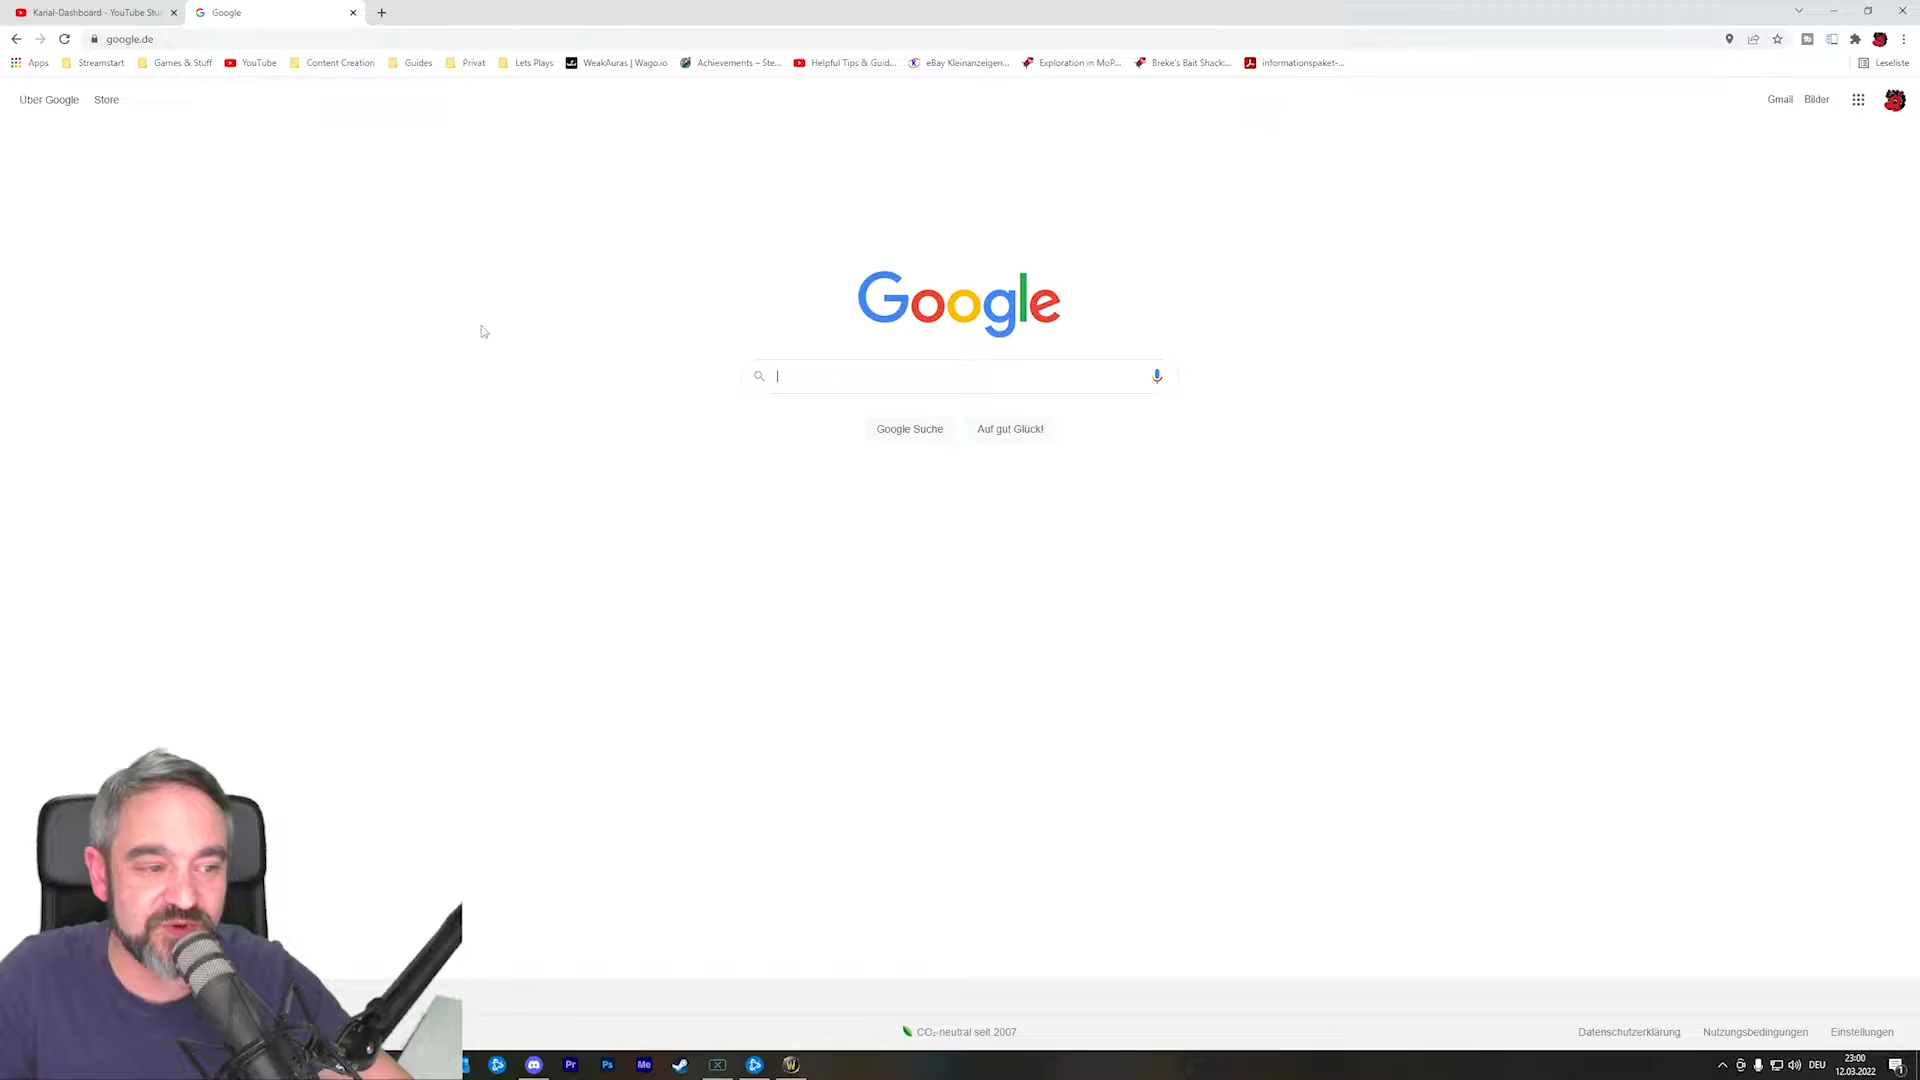 Kanal-Dashboard - YouTube Stu
Google
google.de
Apps
Streamstart
Games & Stuff
YouTube
Content Creation
Guides
Privat
Lets Plays
WeakAuras | Wago.io
Achievements – Ste...
Helpful Tips & Guid...
eBay Kleinanzeigen...
Exploration in MoP...
Breke's Bait Shack:...
informationspaket-...
Leseliste
Über Google
Store
Gmail
Bilder
Google
Google Suche
Auf gut Glück!
CO₂-neutral seit 2007
Datenschutzerklärung
Nutzungsbedingungen
Einstellungen
Pr
Ps
Me
DEU
23:00
12.03.2022